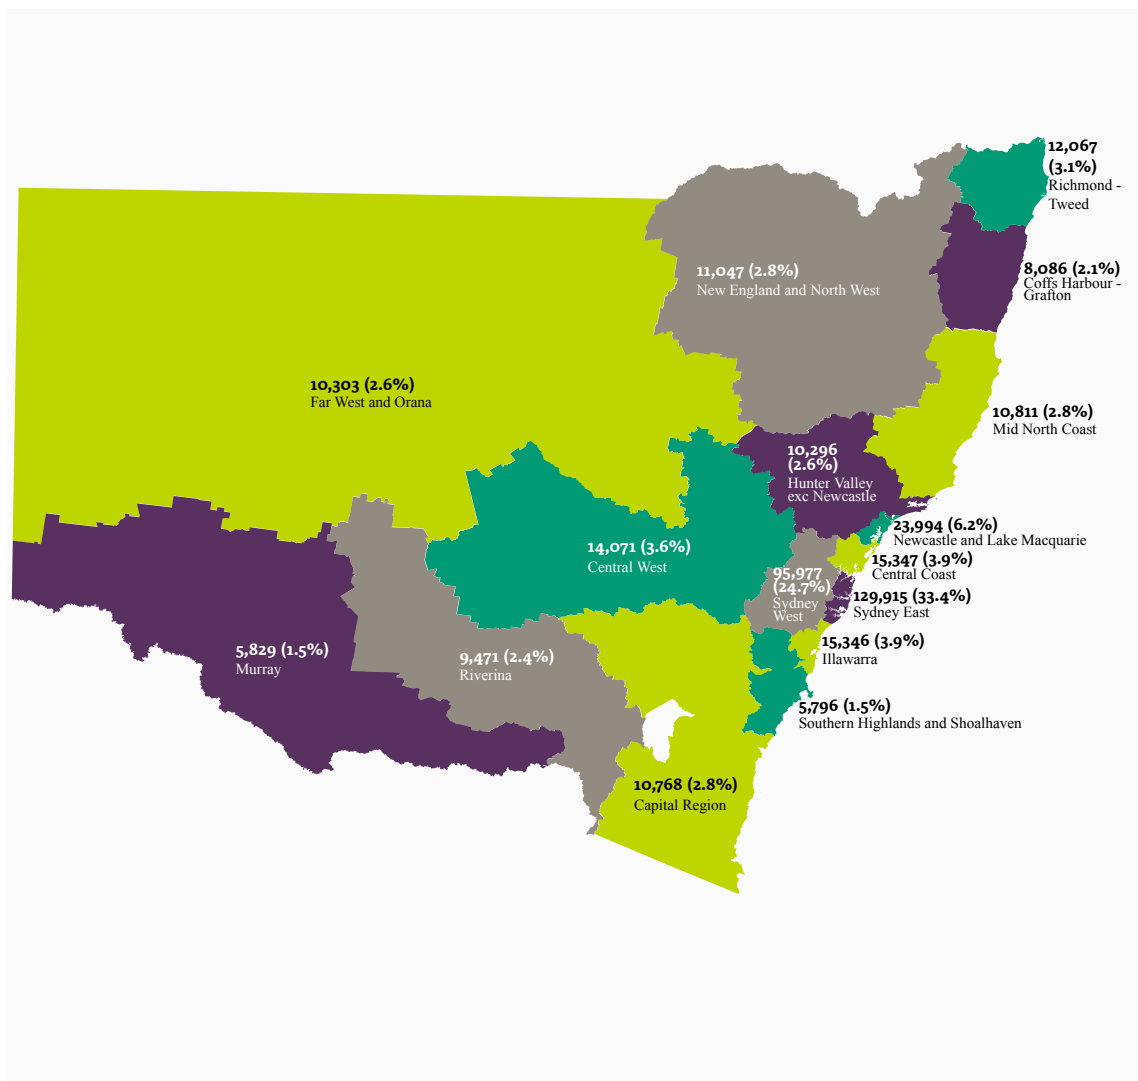 12,067
(3.1%)
Richmond -
Tweed
8,086 (2.1%)
Coffs Harbour -
Grafton
11,047 (2.8%)
New England and North West
10,303 (2.6%)
Far West and Orana
10,811 (2.8%)
Mid North Coast
10,296
(2.6%)
Hunter Valley
exc Newcastle
23,994 (6.2%)
Newcastle and Lake Macquarie
14,071 (3.6%)
Central West
15,347 (3.9%)
Central Coast
95,977
(24.7%)
Sydney
West
129,915 (33.4%)
Sydney East
15,346 (3.9%)
Illawarra
5,829 (1.5%)
Murray
9,471 (2.4%)
Riverina
5,796 (1.5%)
Southern Highlands and Shoalhaven
10,768 (2.8%)
Capital Region